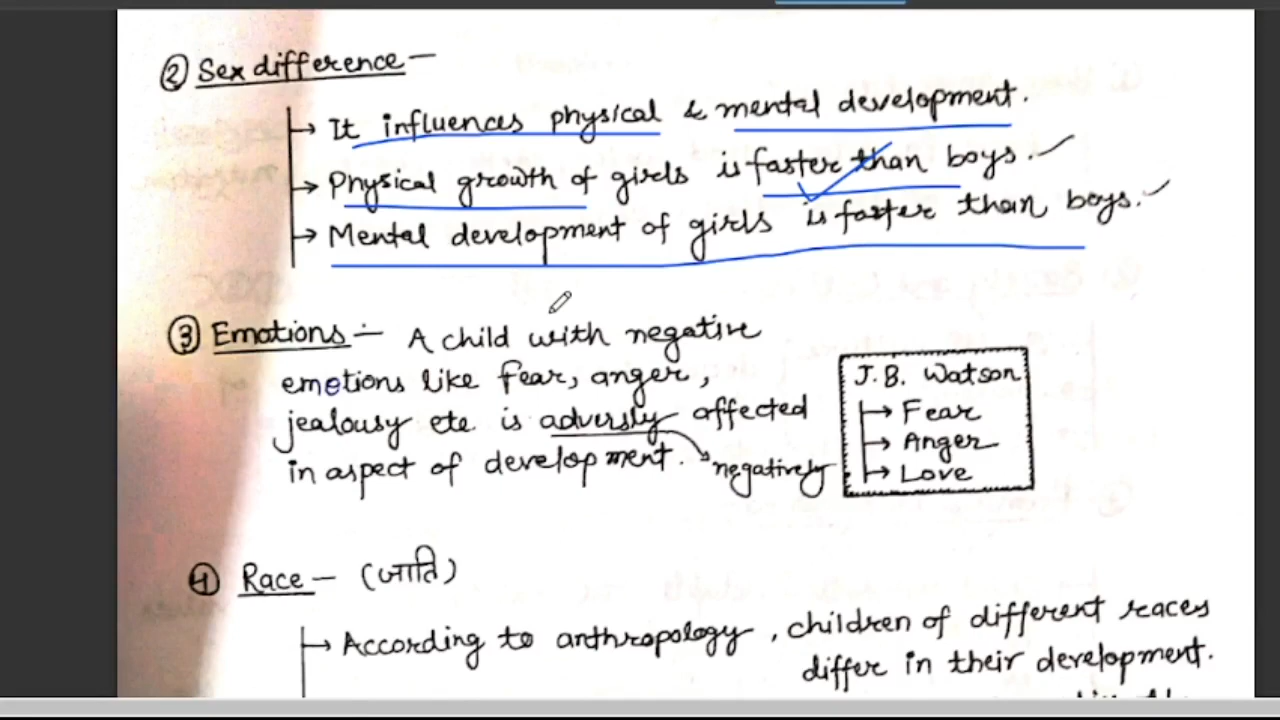 ② Sex difference —
→ It influences physical & mental development.
→ Physical growth of girls is faster than boys.
→ Mental development of girls is faster than boys.
③ Emotions :- A child with negative
emotions like fear, anger,
jealousy etc is adversly affected
in aspect of development. → negatively
J.B. Watson
→ Fear
→ Anger
→ Love
④ Race - (जाति)
→ According to anthropology, children of different races
differ in their development.